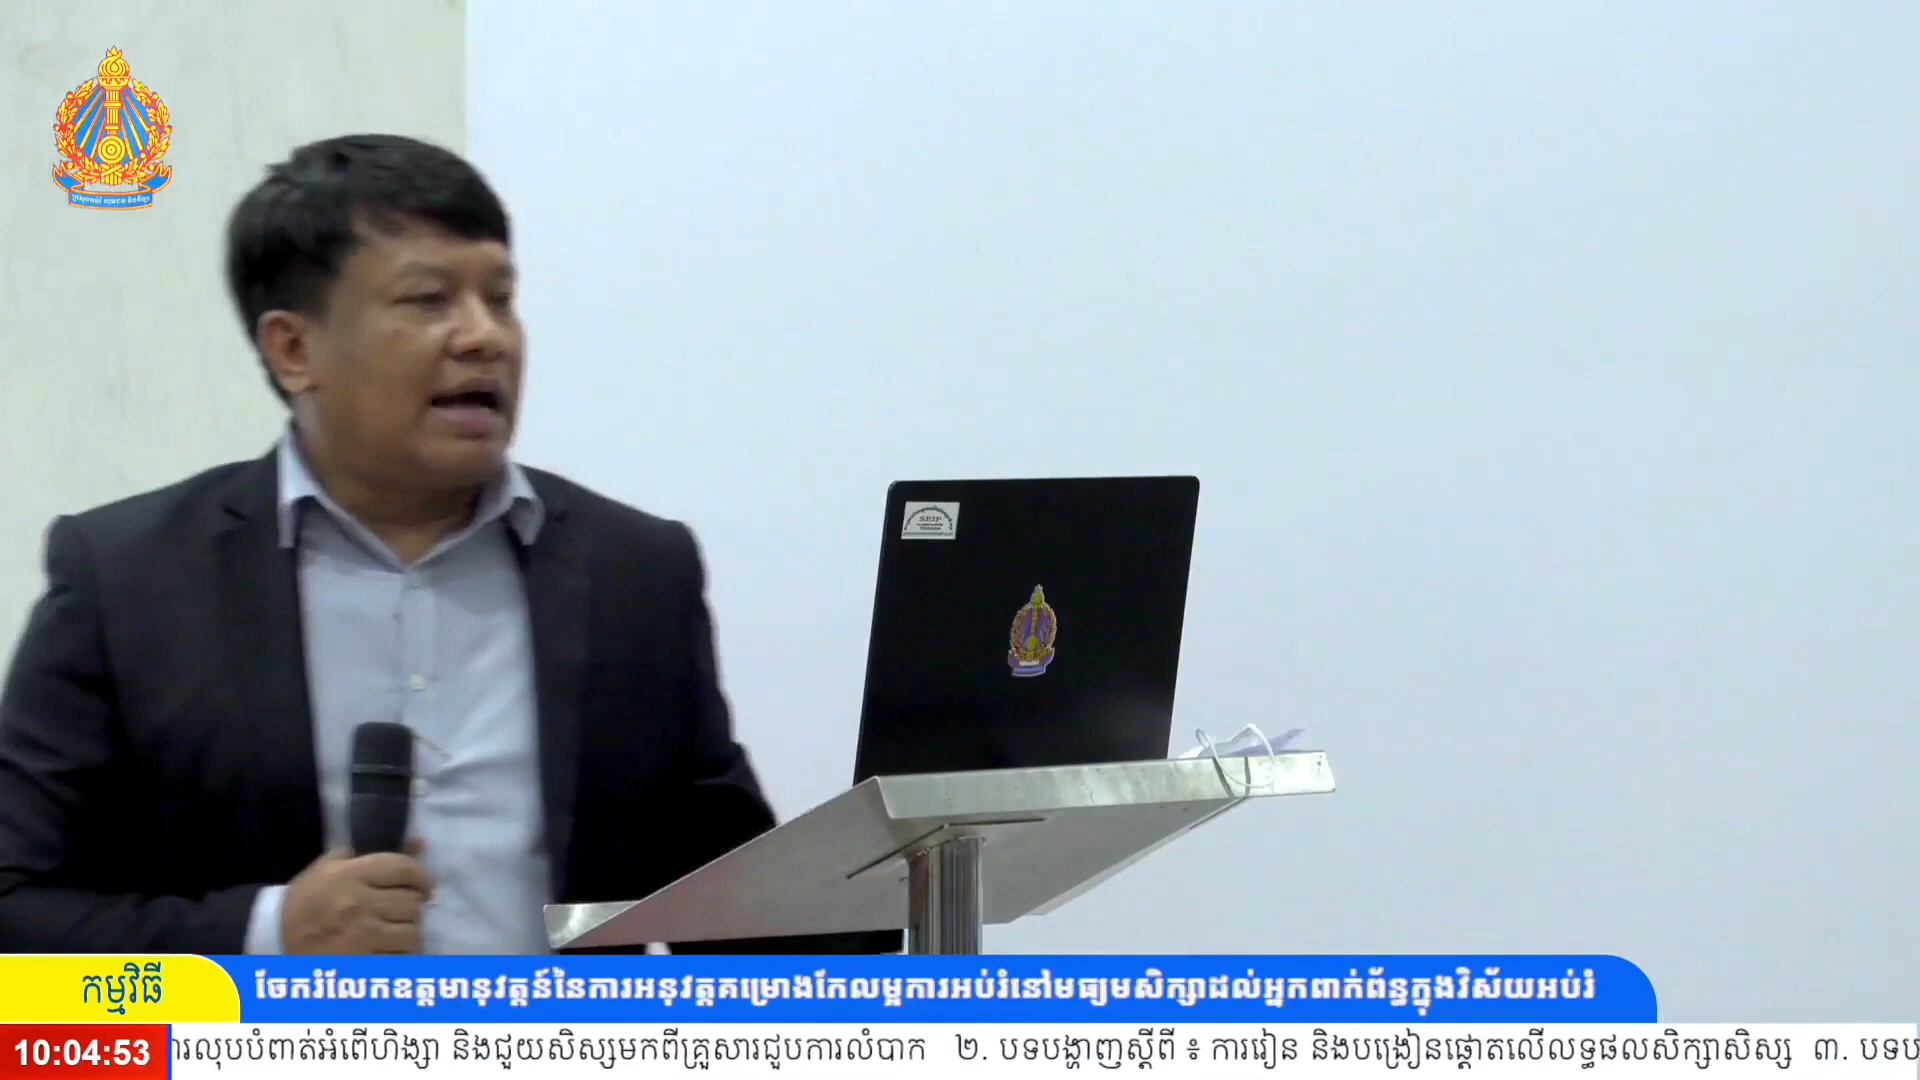 SEIP
កម្មវិធី
ចែករំលែកឧត្តមានុវត្តន៍នៃការអនុវត្តគម្រោងកែលម្អការអប់រំនៅមធ្យមសិក្សាដល់អ្នកពាក់ព័ន្ធក្នុងវិស័យអប់រំ
10:04:53
ារលុបបំបាត់អំពើហិង្សា និងជួយសិស្សមកពីគ្រួសារជួបការលំបាក ២. បទបង្ហាញស្តីពី ៖ ការរៀន និងបង្រៀនផ្តោតលើលទ្ធផលសិក្សាសិស្ស ៣. បទប